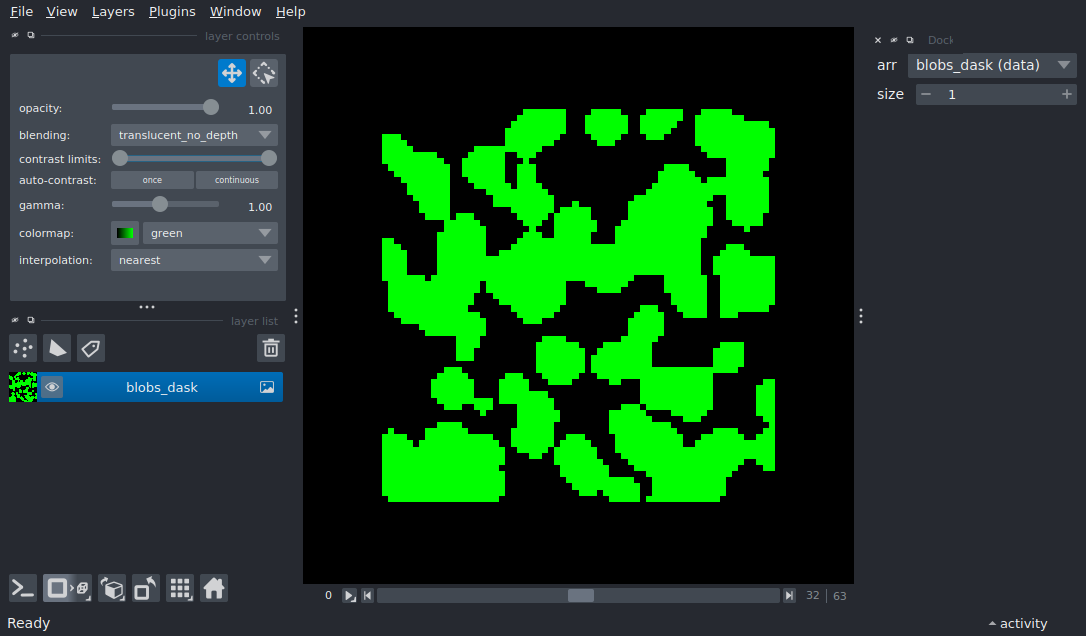 File View Layers Plugins Window Help
layer controls
opacity: 1.00
blending: translucent_no_depth
contrast limits:
auto-contrast: once continuous
gamma: 1.00
colormap: green
interpolation: nearest
layer list
blobs_dask
0 32 63
Ready
activity
Dock
arr blobs_dask (data)
size 1